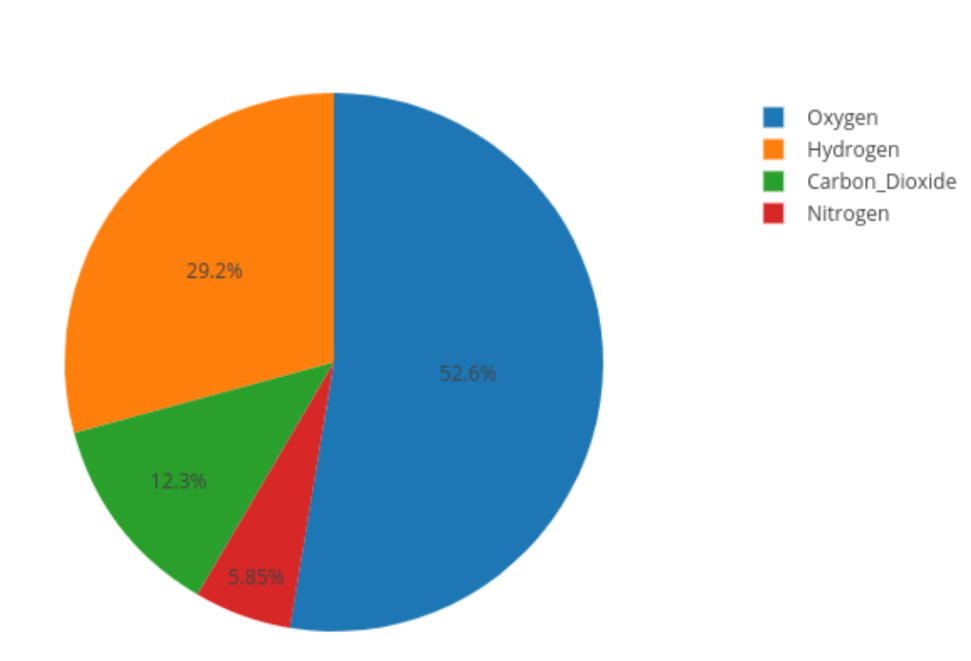 Oxygen
Hydrogen
Carbon_Dioxide
Nitrogen
29.2%
52.6%
12.3%
5.85%